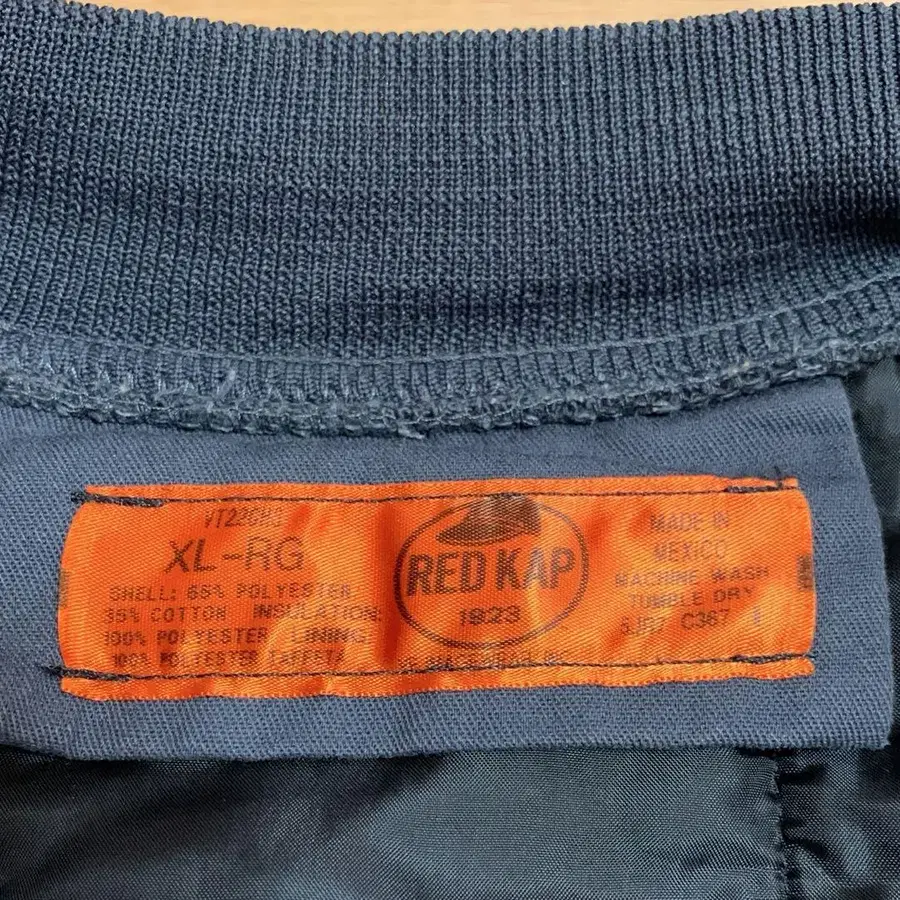 XL-RG
SHELL: 65% POLYESTER
35% COTTON INSULATION:
100% POLYESTER LINING:
100% POLYESTER TAFFETA
RED KAP
1923
MADE IN
MEXICO
MACHINE WASH
TUMBLE DRY
C367